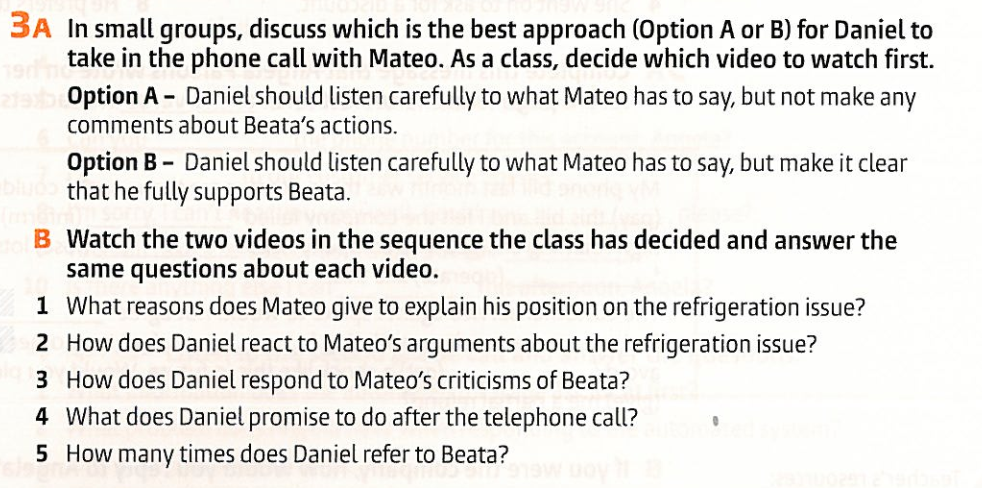 3A In small groups, discuss which is the best approach (Option A or B) for Daniel to
take in the phone call with Mateo. As a class, decide which video to watch first.
Option A – Daniel should listen carefully to what Mateo has to say, but not make any
comments about Beata's actions.
Option B – Daniel should listen carefully to what Mateo has to say, but make it clear
that he fully supports Beata.
B Watch the two videos in the sequence the class has decided and answer the
same questions about each video.
1 What reasons does Mateo give to explain his position on the refrigeration issue?
2 How does Daniel react to Mateo's arguments about the refrigeration issue?
3 How does Daniel respond to Mateo's criticisms of Beata?
4 What does Daniel promise to do after the telephone call?
5 How many times does Daniel refer to Beata?